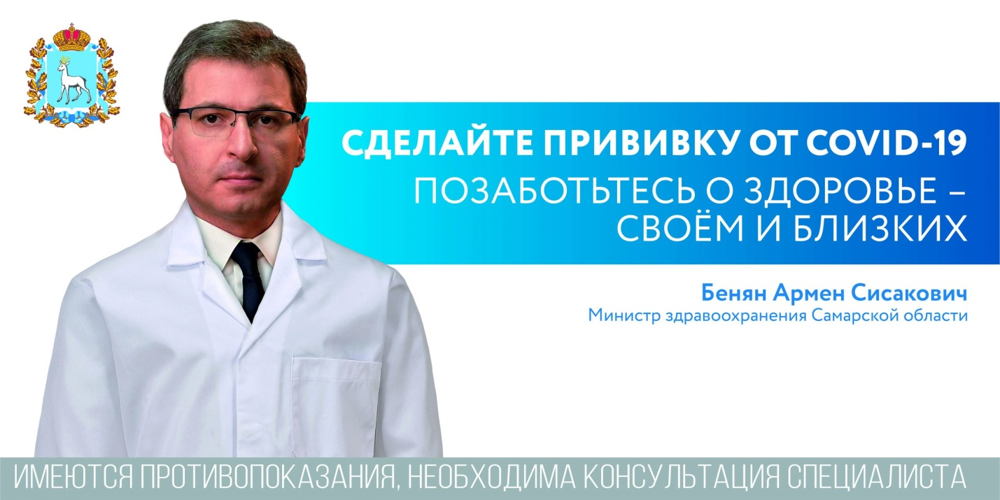 СДЕЛАЙТЕ ПРИВИВКУ ОТ COVID-19
ПОЗАБОТЬТЕСЬ О ЗДОРОВЬЕ –
СВОЁМ И БЛИЗКИХ
Бенян Армен Сисакович
Министр здравоохранения Самарской области
ИМЕЮТСЯ ПРОТИВОПОКАЗАНИЯ, НЕОБХОДИМА КОНСУЛЬТАЦИЯ СПЕЦИАЛИСТА